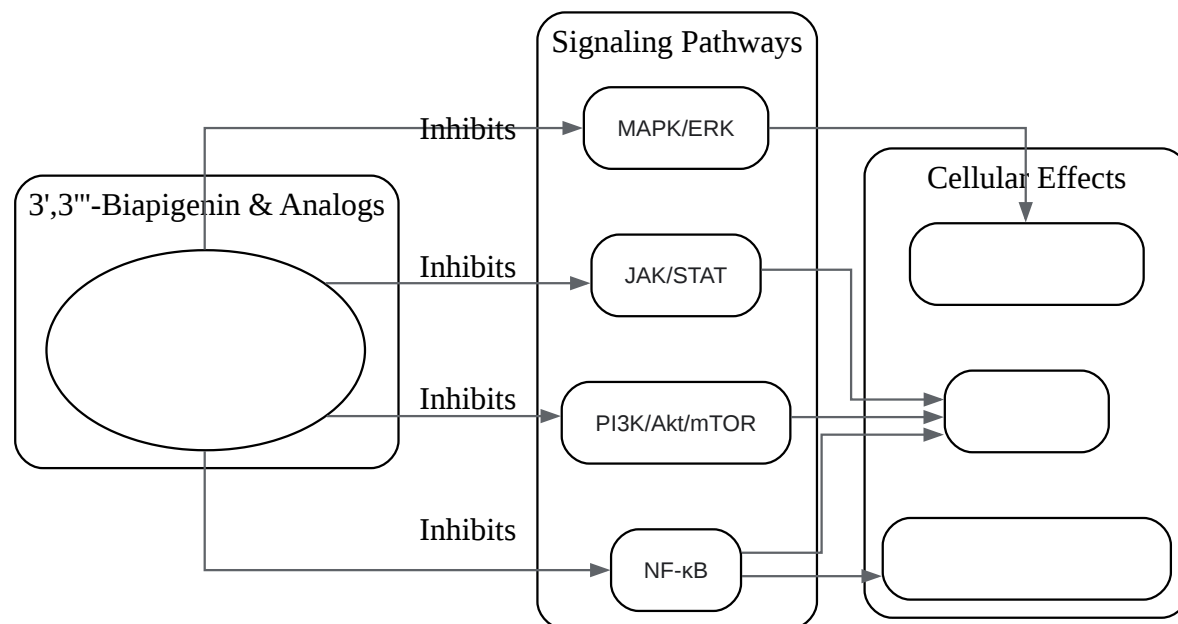 Signaling Pathways
Inhibits
MAPK/ERK
Cellular Effects
3',3'''-Biapigenin & Analogs
Inhibits
JAK/STAT
Inhibits
PI3K/Akt/mTOR
Inhibits
NF-κB